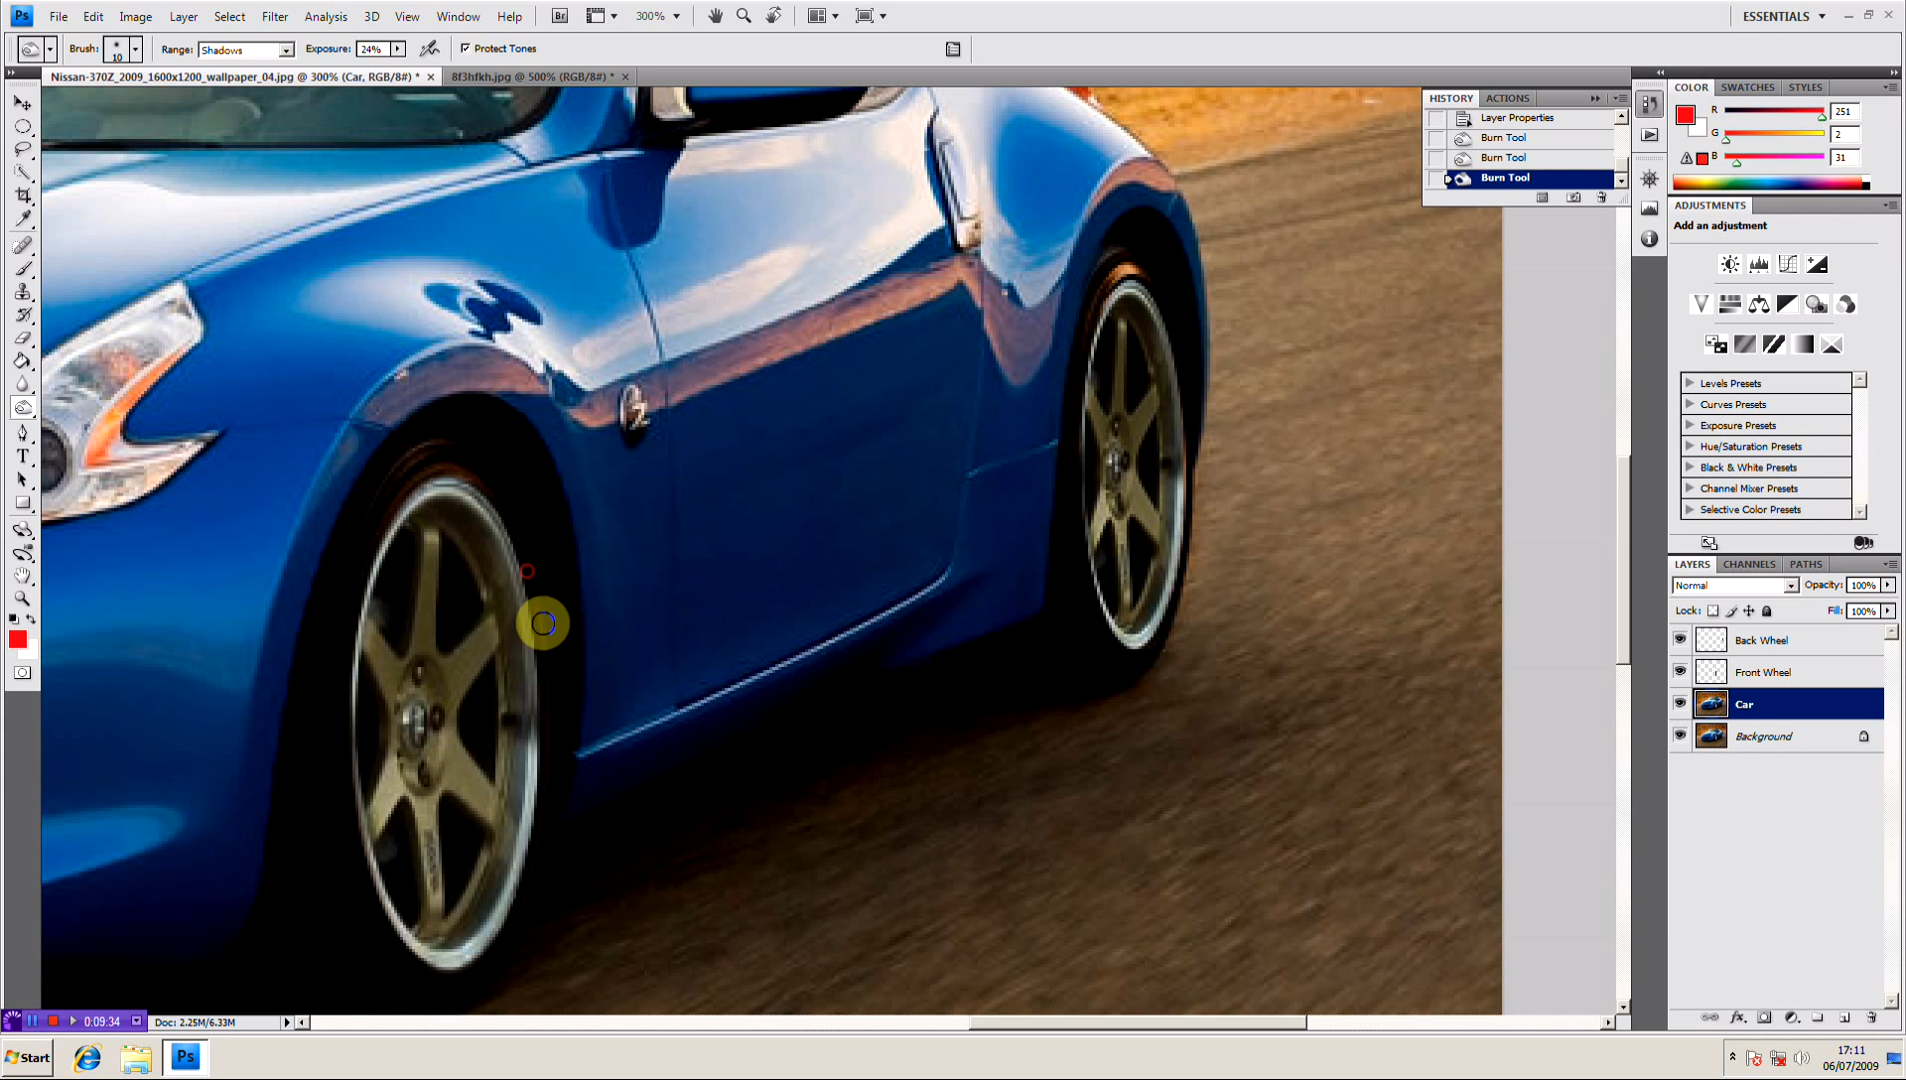 Ps File Edit Image Layer Select Filter Analysis 3D View Window Help Br 300% ESSENTIALS
Brush: 10 Range: Shadows Exposure: 24% Protect Tones
Nissan-370Z_2009_1600x1200_wallpaper_04.jpg @ 300% (Car, RGB/8#) * 8f3hfkh.jpg @ 500% (RGB/8#) *
HISTORY ACTIONS
Layer Properties
Burn Tool
Burn Tool
Burn Tool
COLOR SWATCHES STYLES
R 251
G 2
B 31
ADJUSTMENTS
Add an adjustment
Levels Presets
Curves Presets
Exposure Presets
Hue/Saturation Presets
Black & White Presets
Channel Mixer Presets
Selective Color Presets
LAYERS CHANNELS PATHS
Normal Opacity: 100%
Lock: Fill: 100%
Back Wheel
Front Wheel
Car
Background
Z
T
fx
0:09:34 Doc: 2.25M/6.33M
Start Ps 17:11
06/07/2009